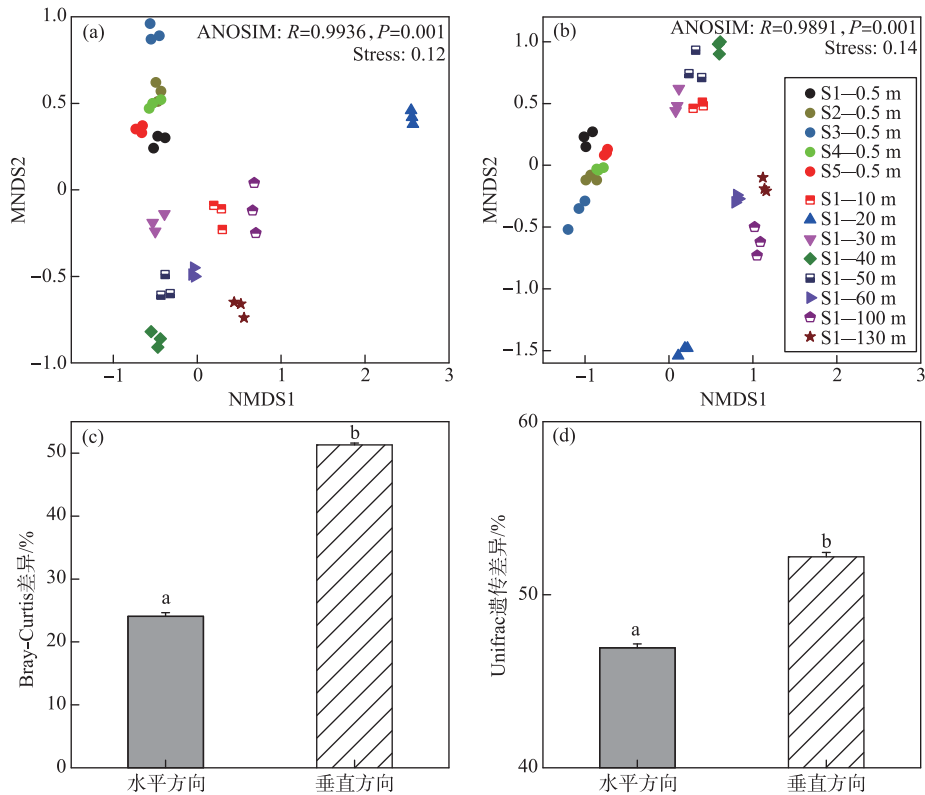 (a)
ANOSIM: R=0.9936, P=0.001
Stress: 0.12
1.0
0.5
0
−0.5
−1.0
MNDS2
−1
0
1
2
3
NMDS1
(b)
ANOSIM: R=0.9891, P=0.001
Stress: 0.14
1.0
0.5
0
−0.5
−1.0
−1.5
MNDS2
−1
0
1
2
3
NMDS1
S1—0.5 m
S2—0.5 m
S3—0.5 m
S4—0.5 m
S5—0.5 m
S1—10 m
S1—20 m
S1—30 m
S1—40 m
S1—50 m
S1—60 m
S1—100 m
S1—130 m
(c)
50
40
30
20
10
0
Bray-Curtis差异/%
a
b
水平方向
垂直方向
(d)
60
50
40
Unifrac遗传差异/%
a
b
水平方向
垂直方向